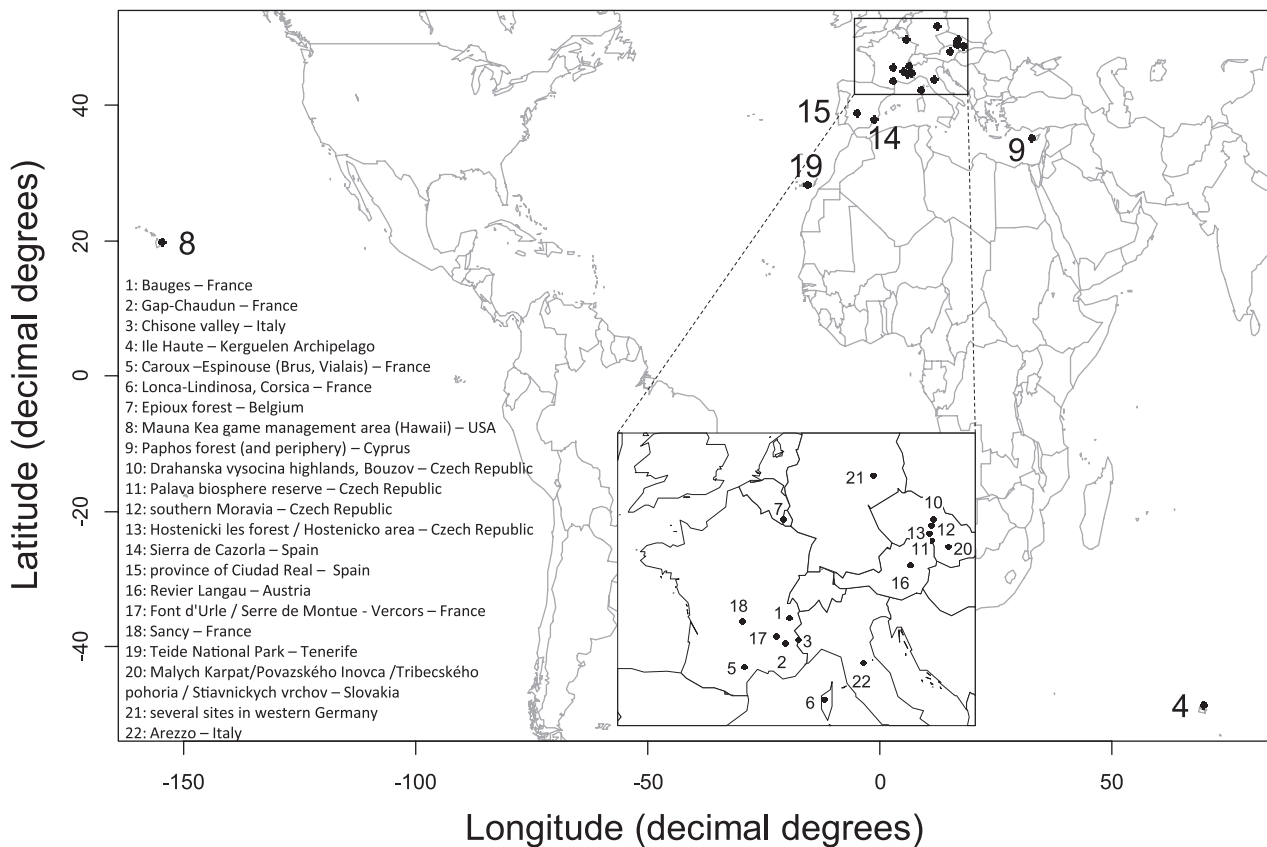 Latitude (decimal degrees)
40
20
0
-20
-40
15
14
9
19
8
4
1: Bauges – France
2: Gap-Chaudun – France
3: Chisone valley – Italy
4: Ile Haute – Kerguelen Archipelago
5: Caroux –Espinouse (Brus, Vialais) – France
6: Lonca-Lindinosa, Corsica – France
7: Epioux forest – Belgium
8: Mauna Kea game management area (Hawaii) – USA
9: Paphos forest (and periphery) – Cyprus
10: Drahanska vysocina highlands, Bouzov – Czech Republic
11: Palava biosphere reserve – Czech Republic
12: southern Moravia – Czech Republic
13: Hostenicki les forest / Hostenicko area – Czech Republic
14: Sierra de Cazorla – Spain
15: province of Ciudad Real – Spain
16: Revier Langau – Austria
17: Font d'Urle / Serre de Montue - Vercors – France
18: Sancy – France
19: Teide National Park – Tenerife
20: Malych Karpat/Povazského Inovca /Tribecského
pohoria / Stiavnickych vrchov – Slovakia
21: several sites in western Germany
22: Arezzo – Italy
21
10
7
13
12
11
20
16
18
1
17
3
2
5
22
6
-150
-100
-50
0
50
Longitude (decimal degrees)